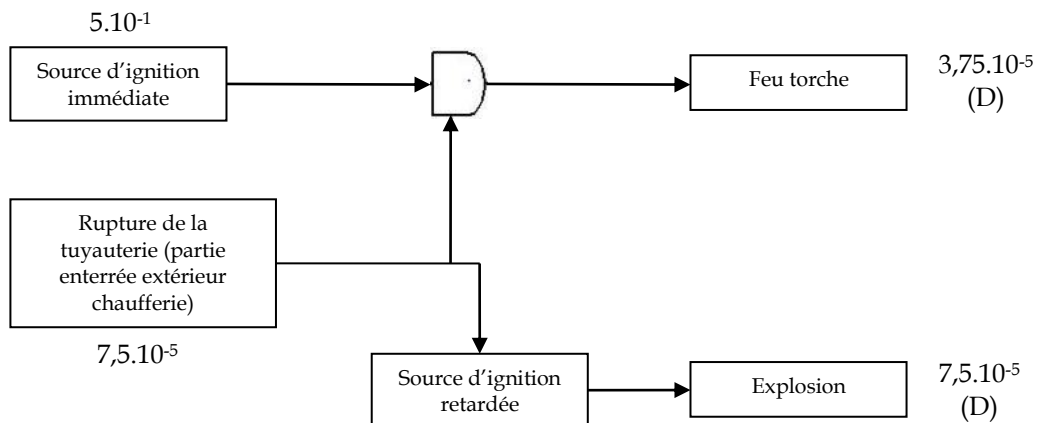 5.10⁻¹
Source d'ignition
immédiate
Feu torche
3,75.10⁻⁵
(D)
Rupture de la
tuyauterie (partie
enterrée extérieur
chaufferie)
7,5.10⁻⁵
Source d'ignition
retardée
Explosion
7,5.10⁻⁵
(D)